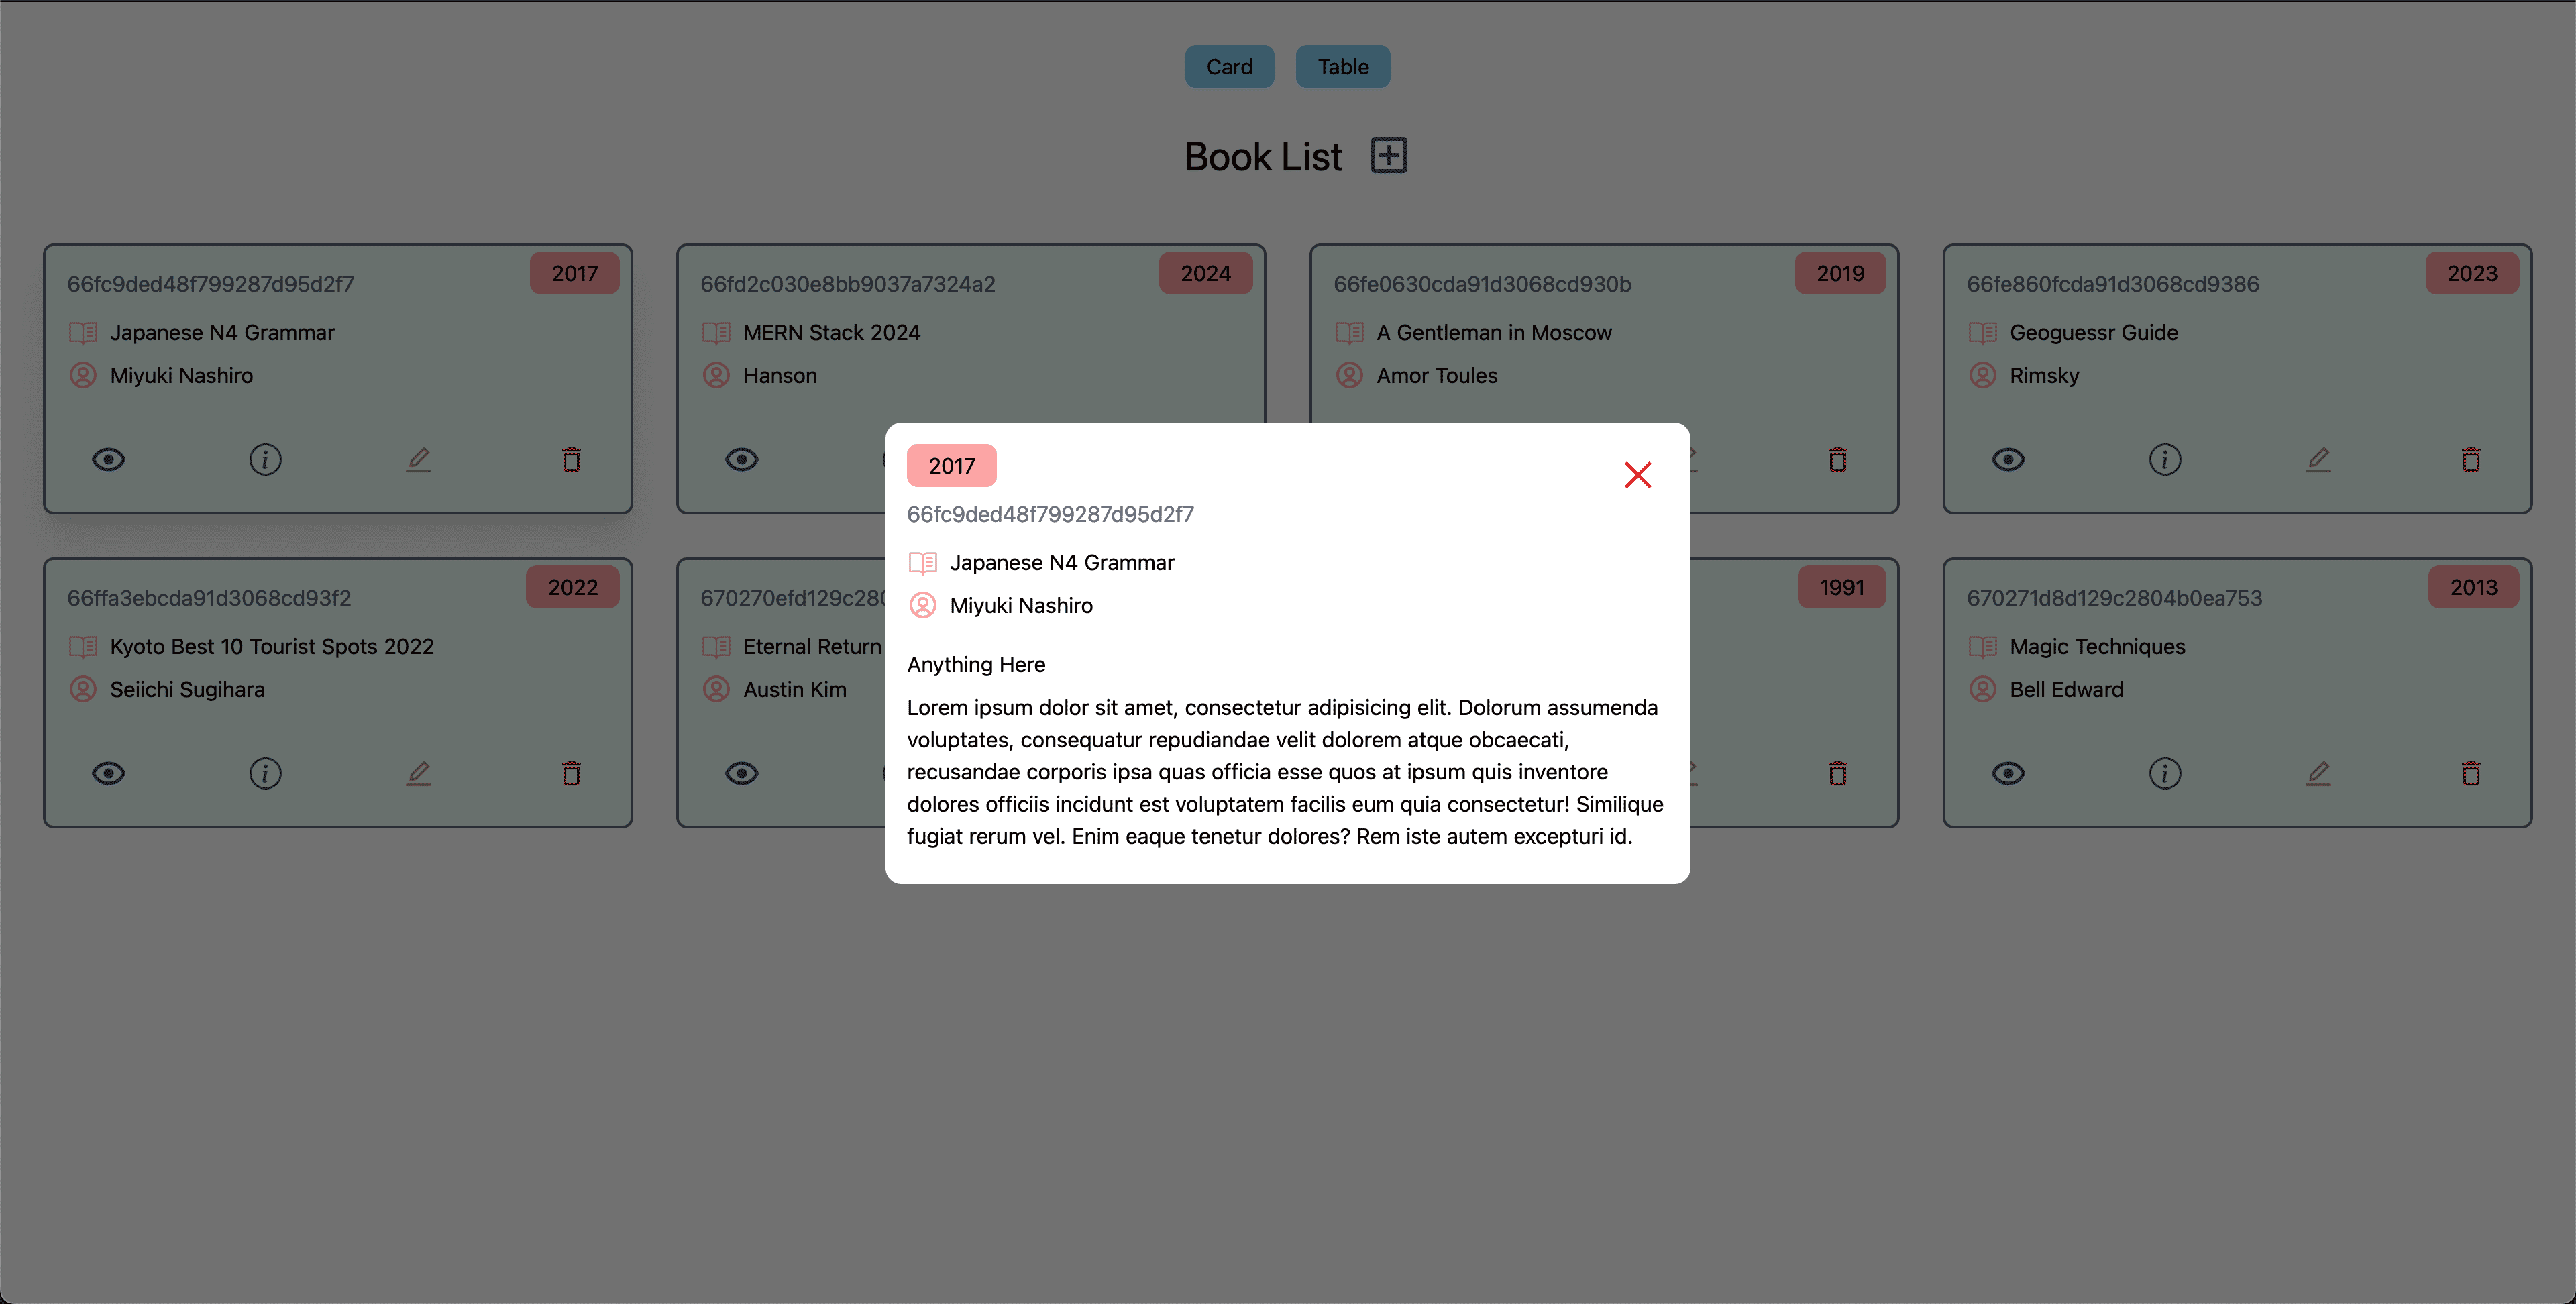 Card Table
Book List
66fc9ded48f799287d95d2f7 2017
Japanese N4 Grammar
Miyuki Nashiro
66fd2c030e8bb9037a7324a2 2024
MERN Stack 2024
Hanson
66fe0630cda91d3068cd930b 2019
A Gentleman in Moscow
Amor Toules
66fe860fcda91d3068cd9386 2023
Geoguessr Guide
Rimsky
66ffa3ebcda91d3068cd93f2 2022
Kyoto Best 10 Tourist Spots 2022
Seiichi Sugihara
670270efd129c280
Eternal Return
Austin Kim
1991
670271d8d129c2804b0ea753 2013
Magic Techniques
Bell Edward
2017
66fc9ded48f799287d95d2f7
Japanese N4 Grammar
Miyuki Nashiro
Anything Here
Lorem ipsum dolor sit amet, consectetur adipisicing elit. Dolorum assumenda
voluptates, consequatur repudiandae velit dolorem atque obcaecati,
recusandae corporis ipsa quas officia esse quos at ipsum quis inventore
dolores officiis incidunt est voluptatem facilis eum quia consectetur! Similique
fugiat rerum vel. Enim eaque tenetur dolores? Rem iste autem excepturi id.